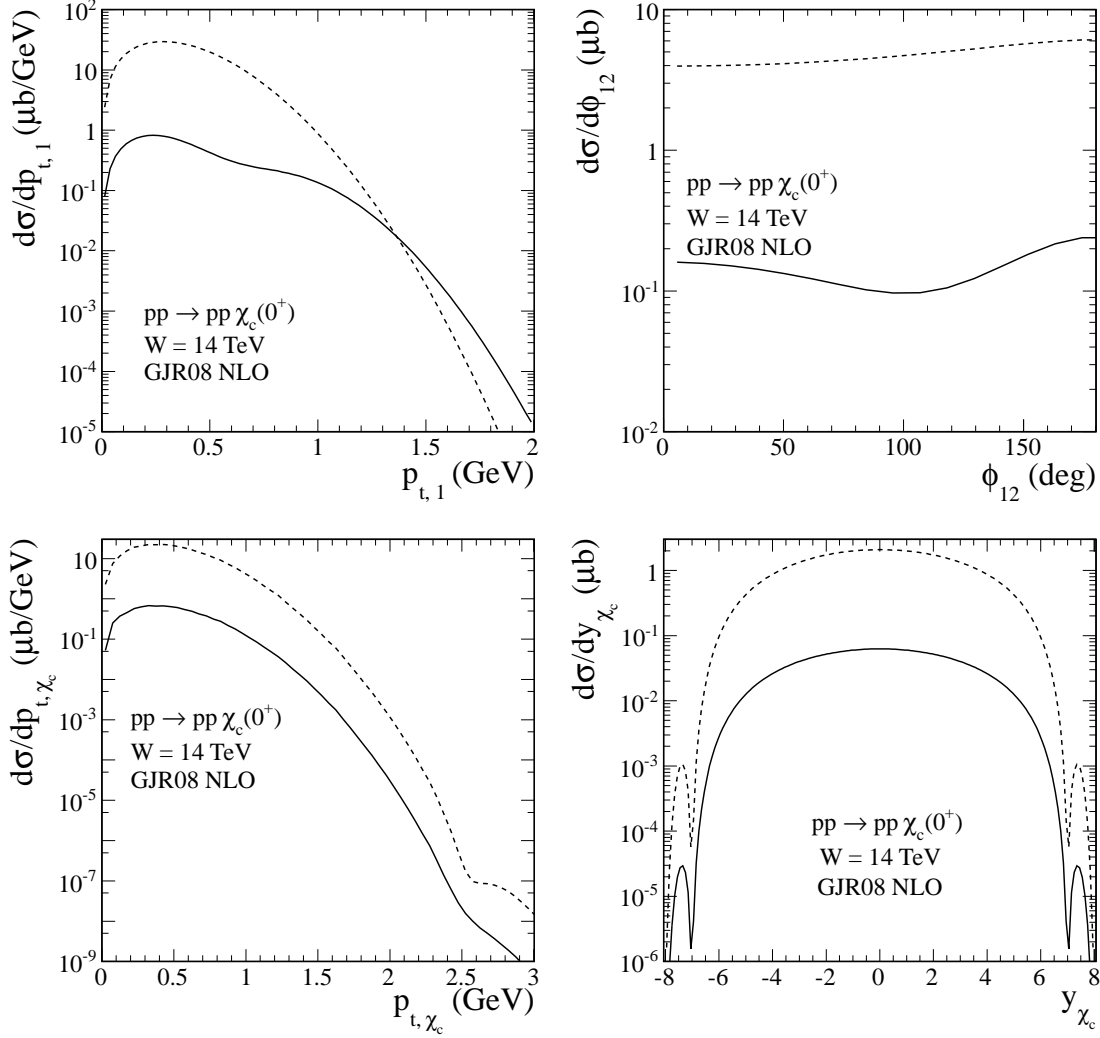 dσ/dp_{t, 1} (μb/GeV)
10²
10
1
10⁻¹
10⁻²
10⁻³
10⁻⁴
10⁻⁵
pp → pp χ_c(0⁺)
W = 14 TeV
GJR08 NLO
0 0.5 1 1.5 2
p_{t, 1} (GeV)
dσ/dϕ_{12} (μb)
10
1
10⁻¹
10⁻²
pp → pp χ_c(0⁺)
W = 14 TeV
GJR08 NLO
0 50 100 150
ϕ_{12} (deg)
dσ/dp_{t, χ_c} (μb/GeV)
10
10⁻¹
10⁻³
10⁻⁵
10⁻⁷
10⁻⁹
pp → pp χ_c(0⁺)
W = 14 TeV
GJR08 NLO
0 0.5 1 1.5 2 2.5 3
p_{t, χ_c} (GeV)
dσ/dy_{χ_c} (μb)
1
10⁻¹
10⁻²
10⁻³
10⁻⁴
10⁻⁵
10⁻⁶
pp → pp χ_c(0⁺)
W = 14 TeV
GJR08 NLO
-8 -6 -4 -2 0 2 4 6 8
y_{χ_c}